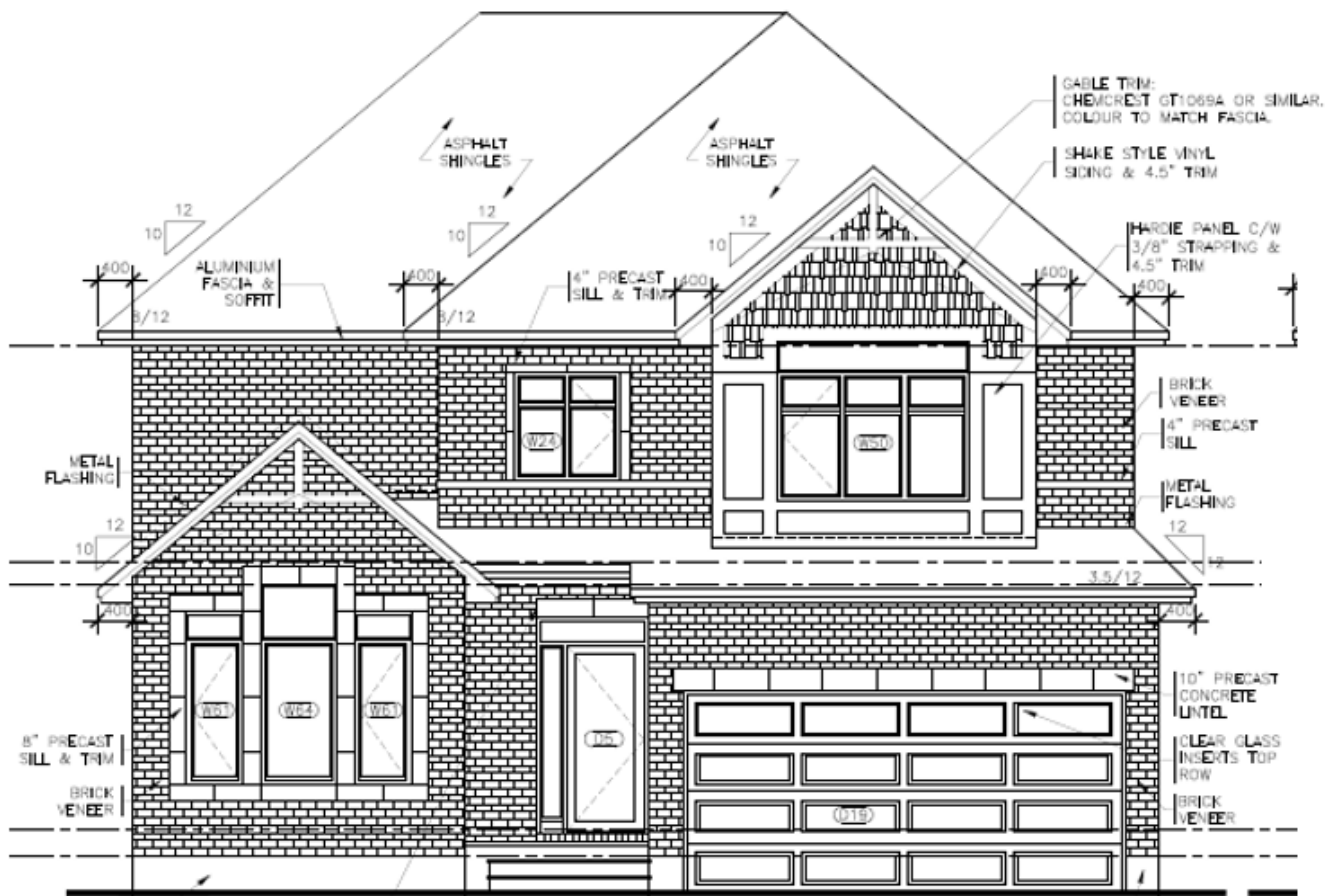 GABLE TRIM:
CHEMCREST GT1069A OR SIMILAR.
COLOUR TO MATCH FASCIA.
ASPHALT
SHINGLES
ASPHALT
SHINGLES
SHAKE STYLE VINYL
SIDING & 4.5" TRIM
12
10
12
10
12
10
HARDIE PANEL C/W
3/8" STRAPPING &
4.5" TRIM
400
ALUMINIUM
FASCIA &
SOFFIT
400
4" PRECAST
SILL & TRIM
400
400
400
8/12
8/12
BRICK
VENEER
W24
W50
4" PRECAST
SILL
METAL
FLASHING
METAL
FLASHING
12
10
12
12
3.5/12
400
400
10" PRECAST
CONCRETE
LINTEL
W61
W64
W61
D5
8" PRECAST
SILL & TRIM
CLEAR GLASS
INSERTS TOP
ROW
BRICK
VENEER
D19
BRICK
VENEER